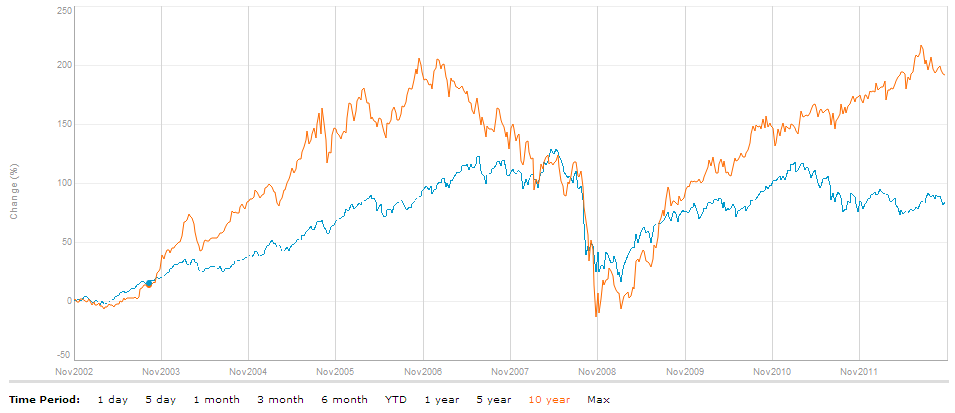 250
200
150
100
50
0
-50
Change (%)
Nov2002 Nov2003 Nov2004 Nov2005 Nov2006 Nov2007 Nov2008 Nov2009 Nov2010 Nov2011
Time Period: 1 day 5 day 1 month 3 month 6 month YTD 1 year 5 year 10 year Max